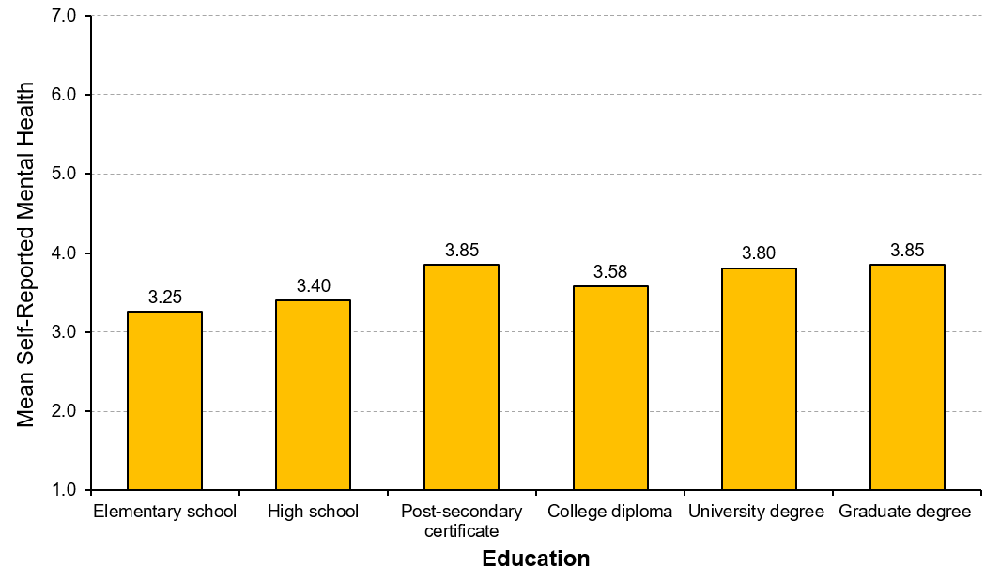 7.0
6.0
5.0
4.0
3.0
2.0
1.0
Mean Self-Reported Mental Health
3.25
3.40
3.85
3.58
3.80
3.85
Elementary school
High school
Post-secondary
certificate
College diploma
University degree
Graduate degree
Education